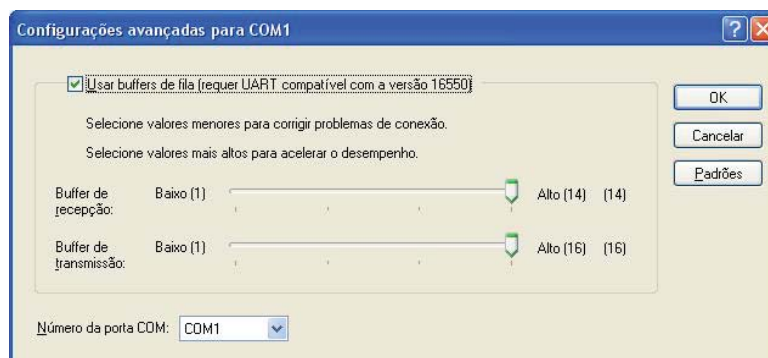 Configurações avançadas para COM1
Usar buffers de fila (requer UART compatível com a versão 16550)
Selecione valores menores para corrigir problemas de conexão.
Selecione valores mais altos para acelerar o desempenho.
Buffer de recepção: Baixo (1) Alto (14) (14)
Buffer de transmissão: Baixo (1) Alto (16) (16)
Número da porta COM: COM1
OK
Cancelar
Padrões